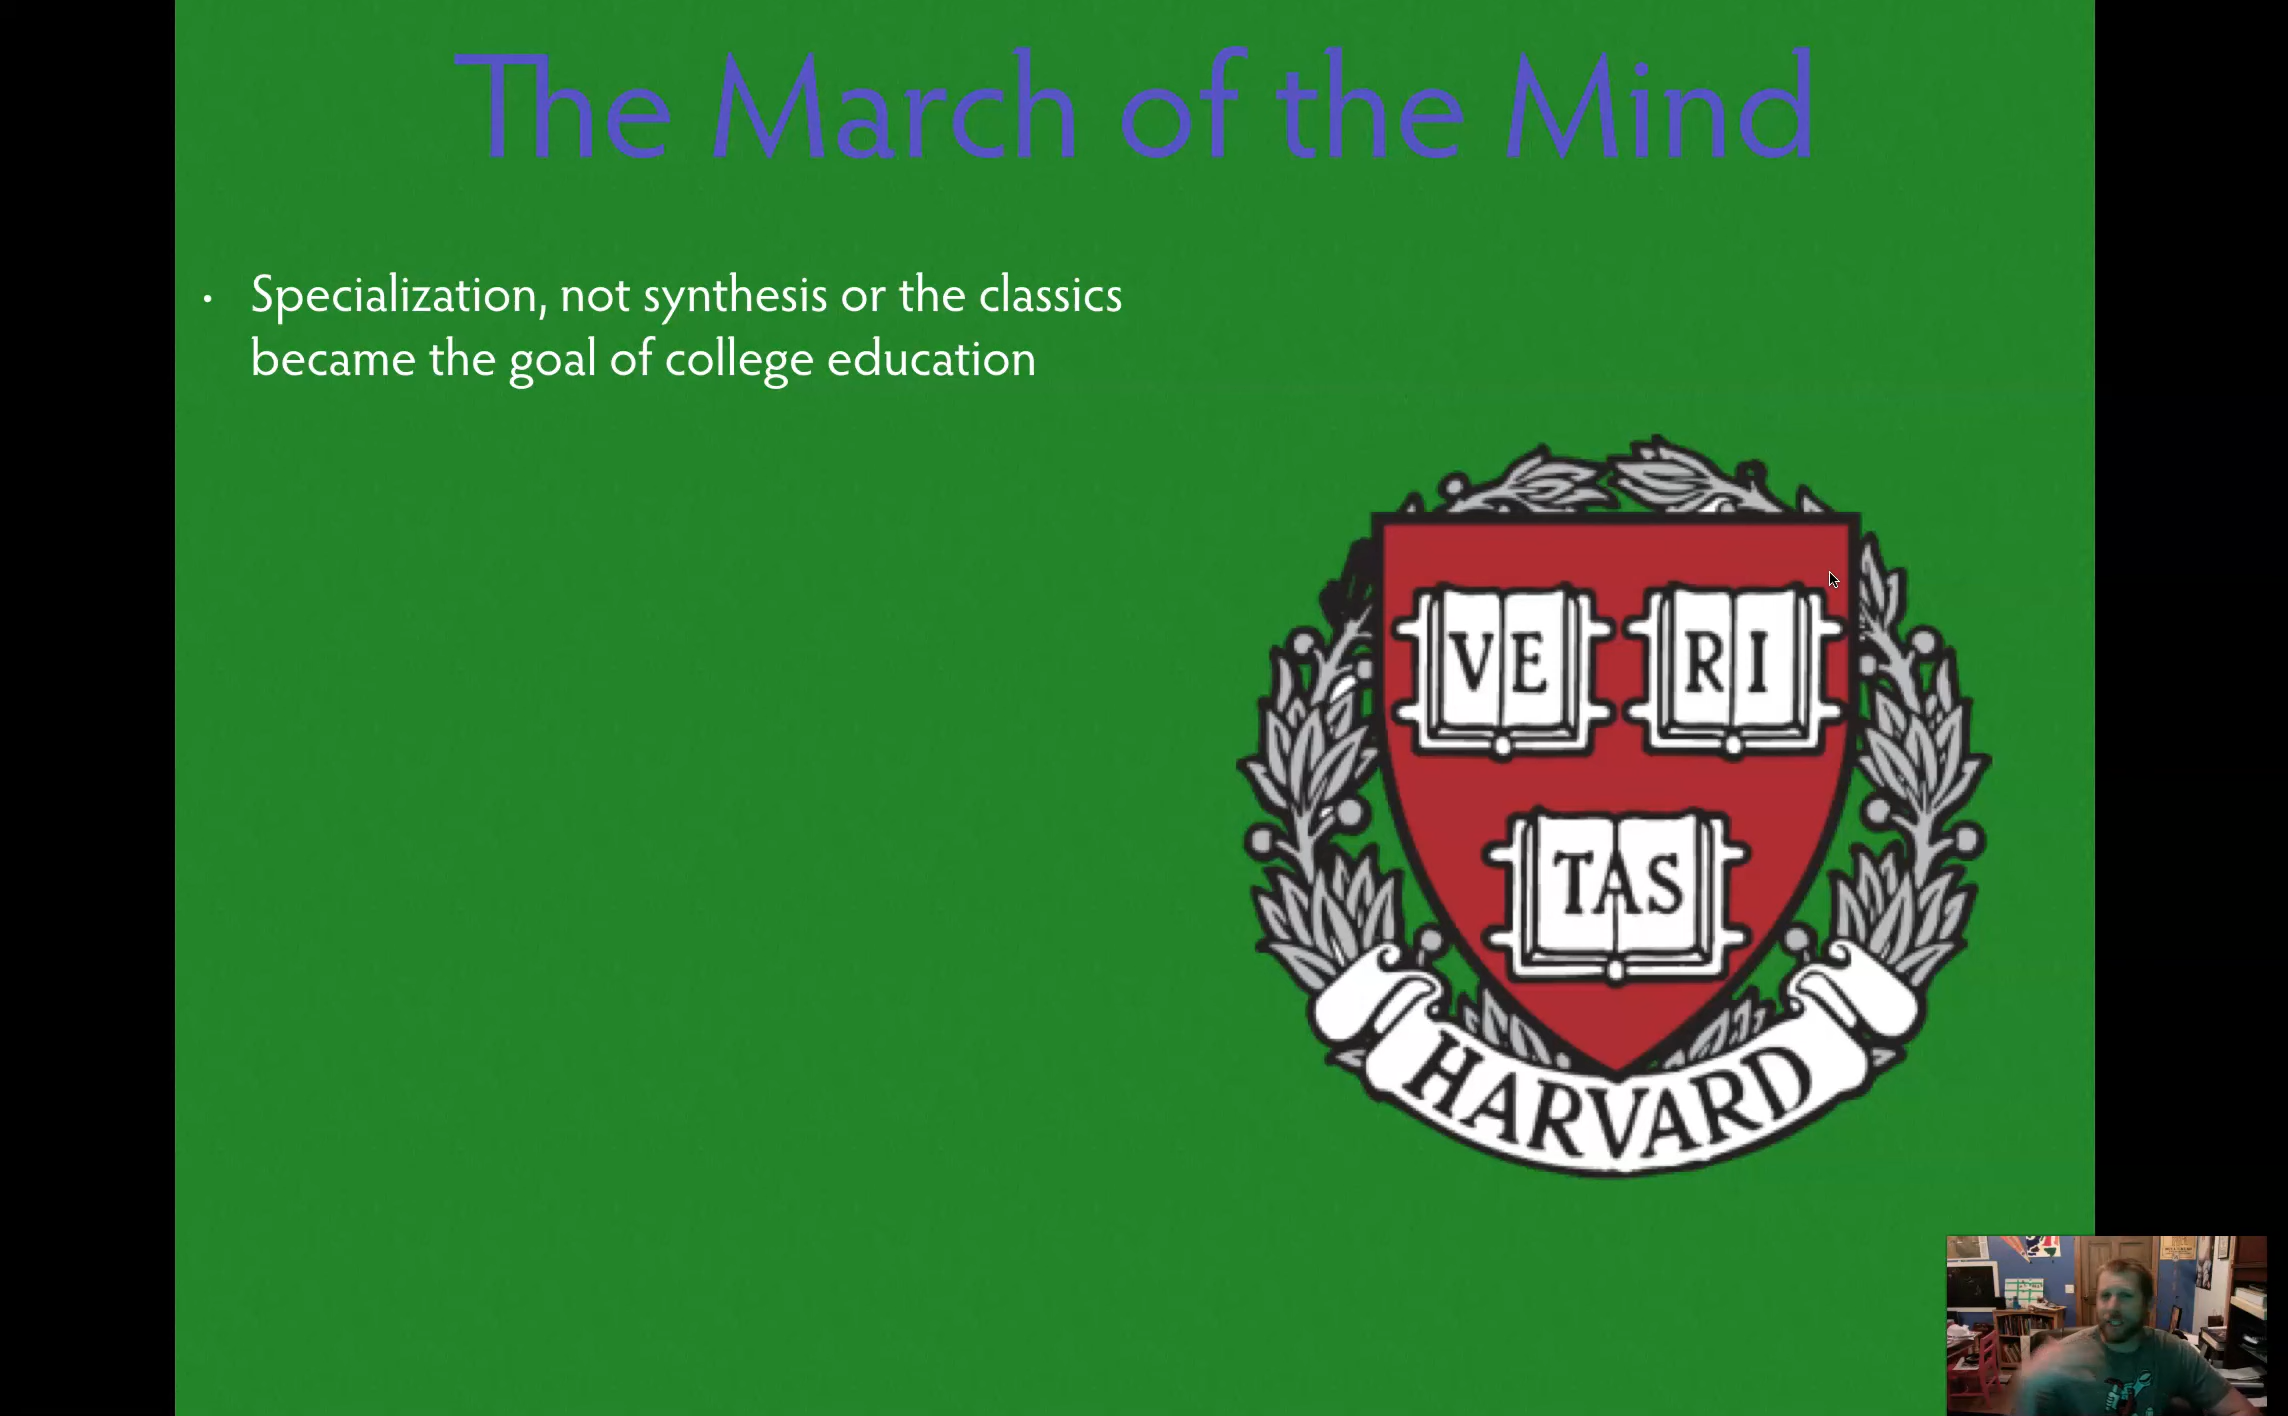 The March of the Mind
• Specialization, not synthesis or the classics
became the goal of college education
VE RI
TAS
HARVARD